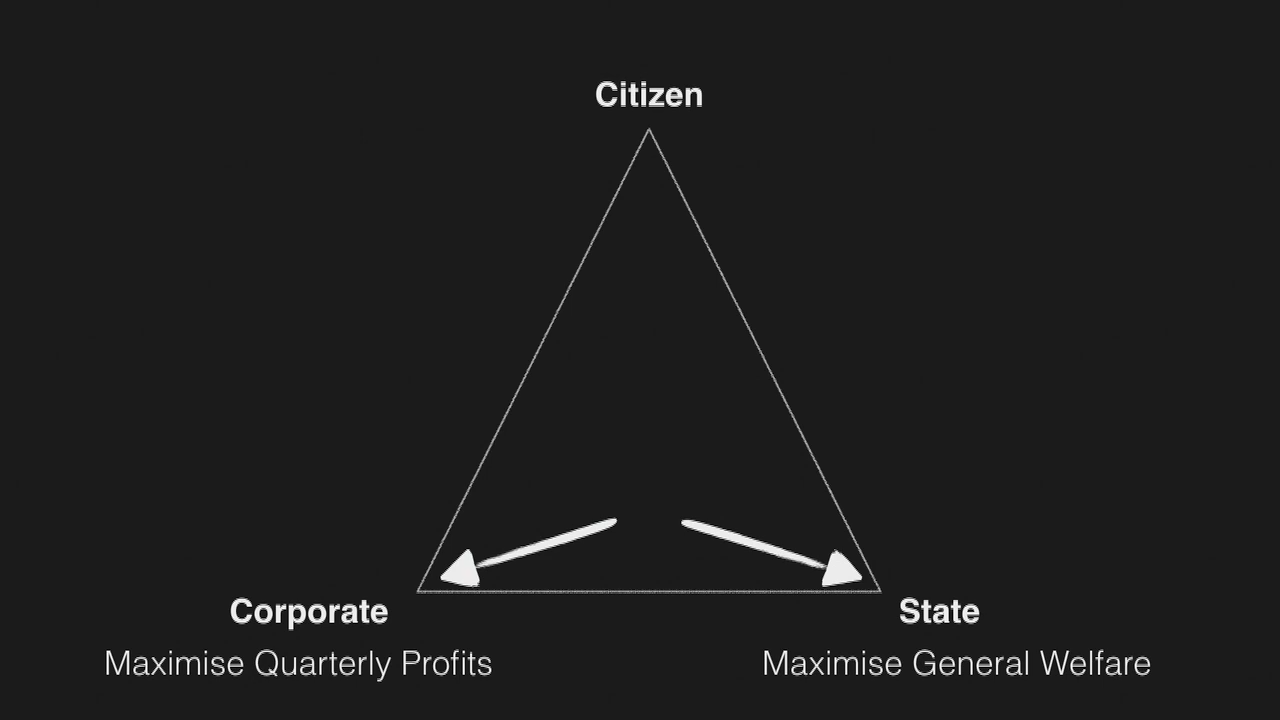 Citizen
Corporate
State
Maximise Quarterly Profits
Maximise General Welfare